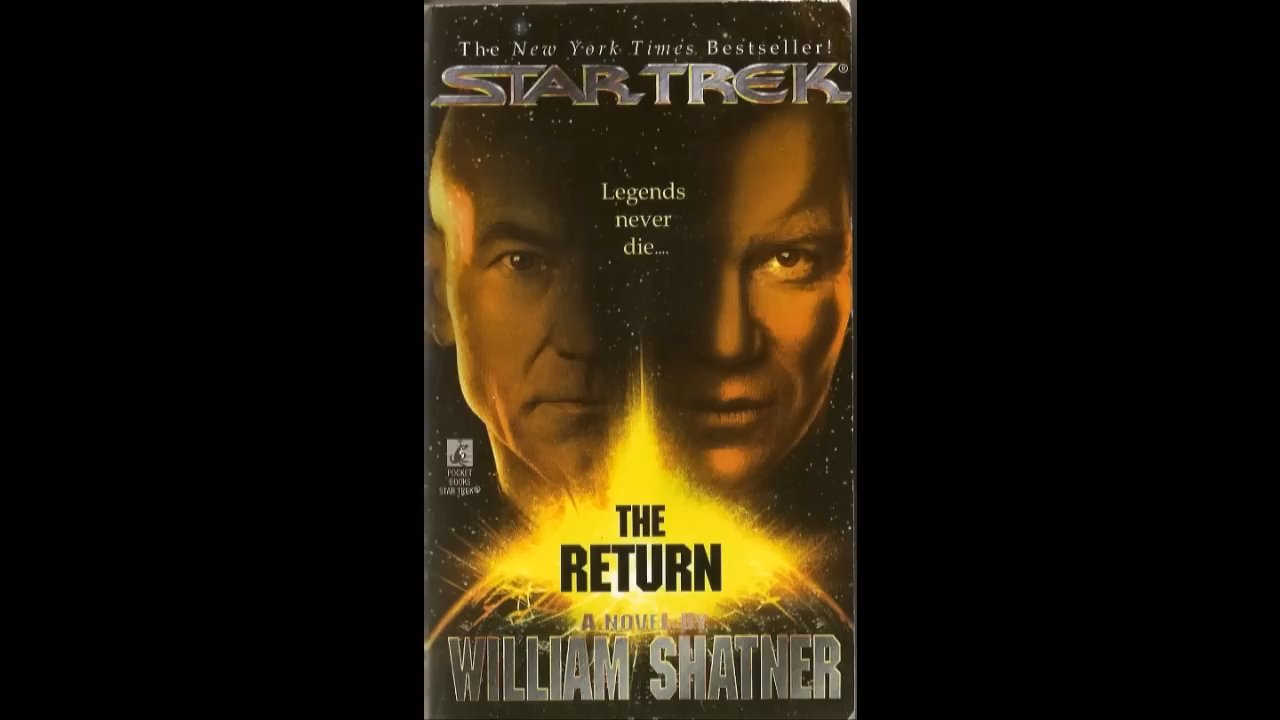 The New York Times Bestseller!
STAR TREK®
Legends
never
die....
POCKET
BOOKS
STAR TREK®
THE
RETURN
A NOVEL BY
WILLIAM SHATNER